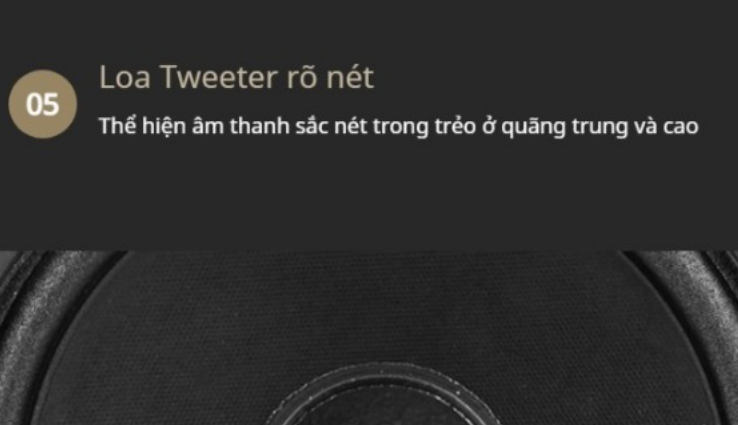 05
Loa Tweeter rõ nét
Thể hiện âm thanh sắc nét trong trẻo ở quãng trung và cao